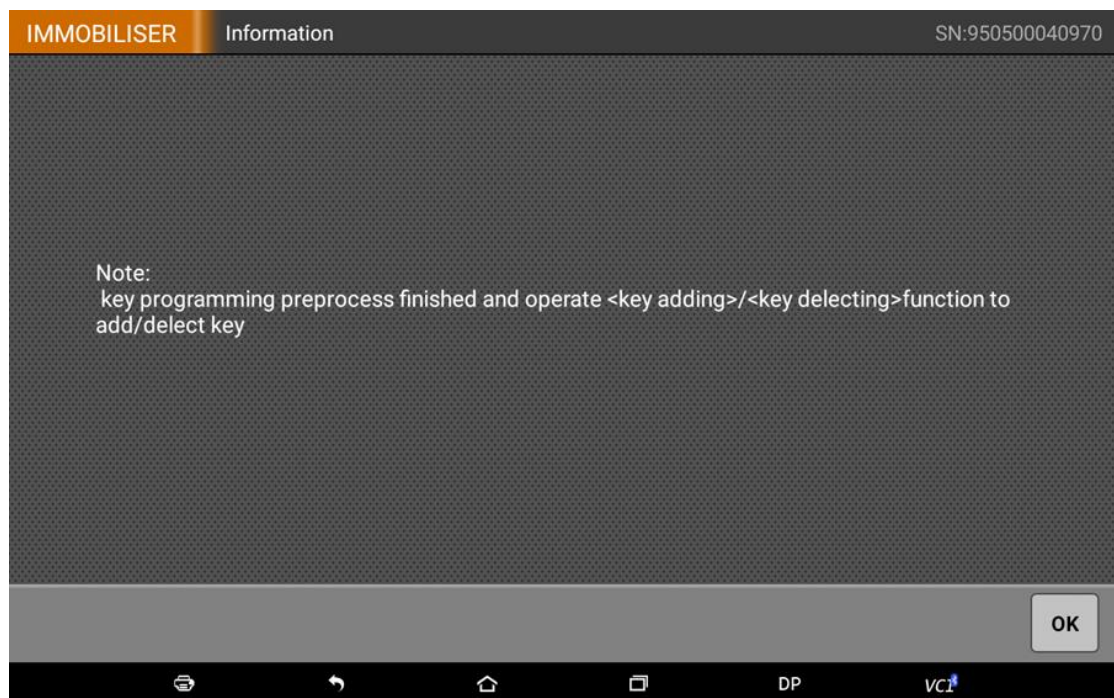 IMMOBILISER
Information
SN:950500040970
Note:
key programming preprocess finished and operate <key adding>/<key delecting>function to
add/delect key
OK
DP
VCI